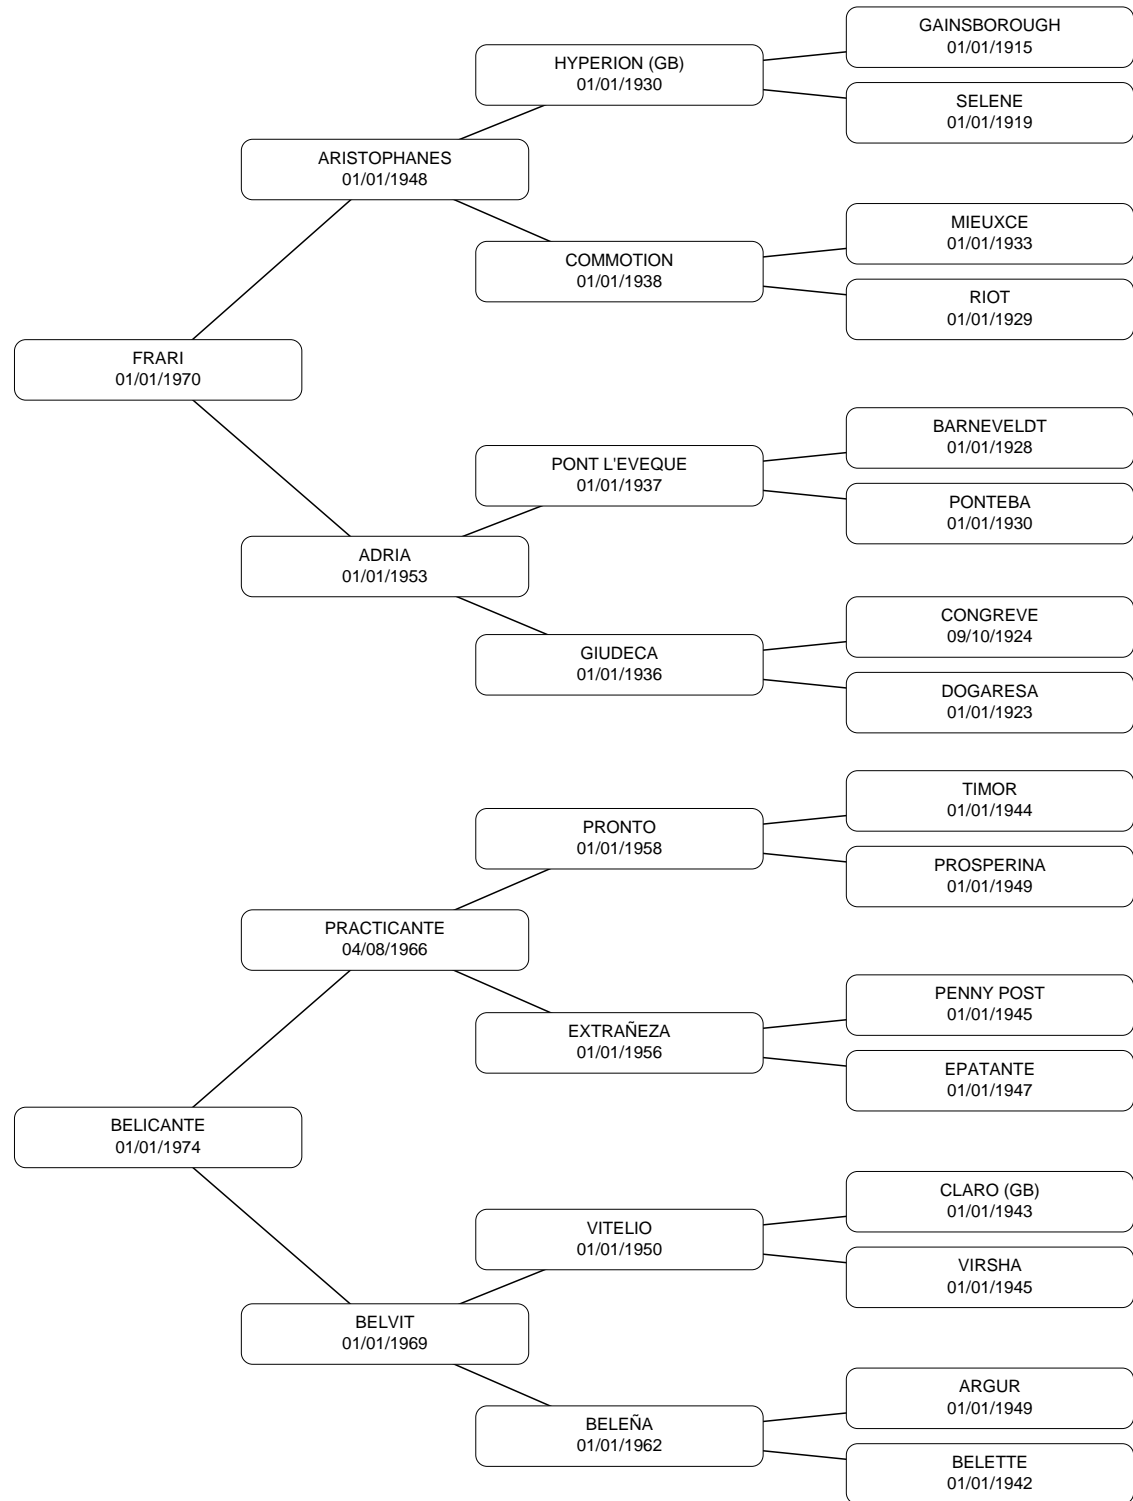 GAINSBOROUGH
01/01/1915
HYPERION (GB)
01/01/1930
SELENE
01/01/1919
ARISTOPHANES
01/01/1948
MIEUXCE
01/01/1933
COMMOTION
01/01/1938
RIOT
01/01/1929
FRARI
01/01/1970
BARNEVELDT
01/01/1928
PONT L'EVEQUE
01/01/1937
PONTEBA
01/01/1930
ADRIA
01/01/1953
CONGREVE
09/10/1924
GIUDECA
01/01/1936
DOGARESA
01/01/1923
TIMOR
01/01/1944
PRONTO
01/01/1958
PROSPERINA
01/01/1949
PRACTICANTE
04/08/1966
PENNY POST
01/01/1945
EXTRAÑEZA
01/01/1956
EPATANTE
01/01/1947
BELICANTE
01/01/1974
CLARO (GB)
01/01/1943
VITELIO
01/01/1950
VIRSHA
01/01/1945
BELVIT
01/01/1969
ARGUR
01/01/1949
BELEÑA
01/01/1962
BELETTE
01/01/1942